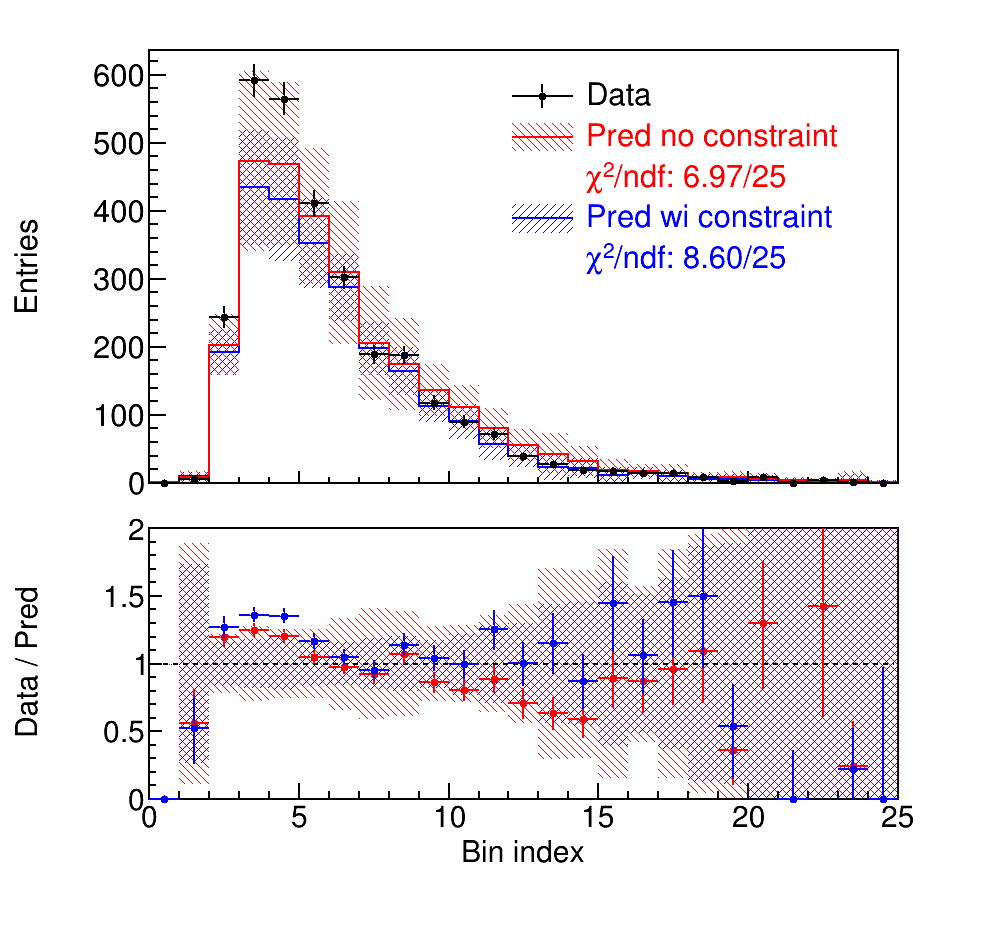 Entries
600
500
400
300
200
100
0
Data
Pred no constraint
χ²/ndf: 6.97/25
Pred wi constraint
χ²/ndf: 8.60/25
Data / Pred
2
1.5
1
0.5
0
0 5 10 15 20 25
Bin index